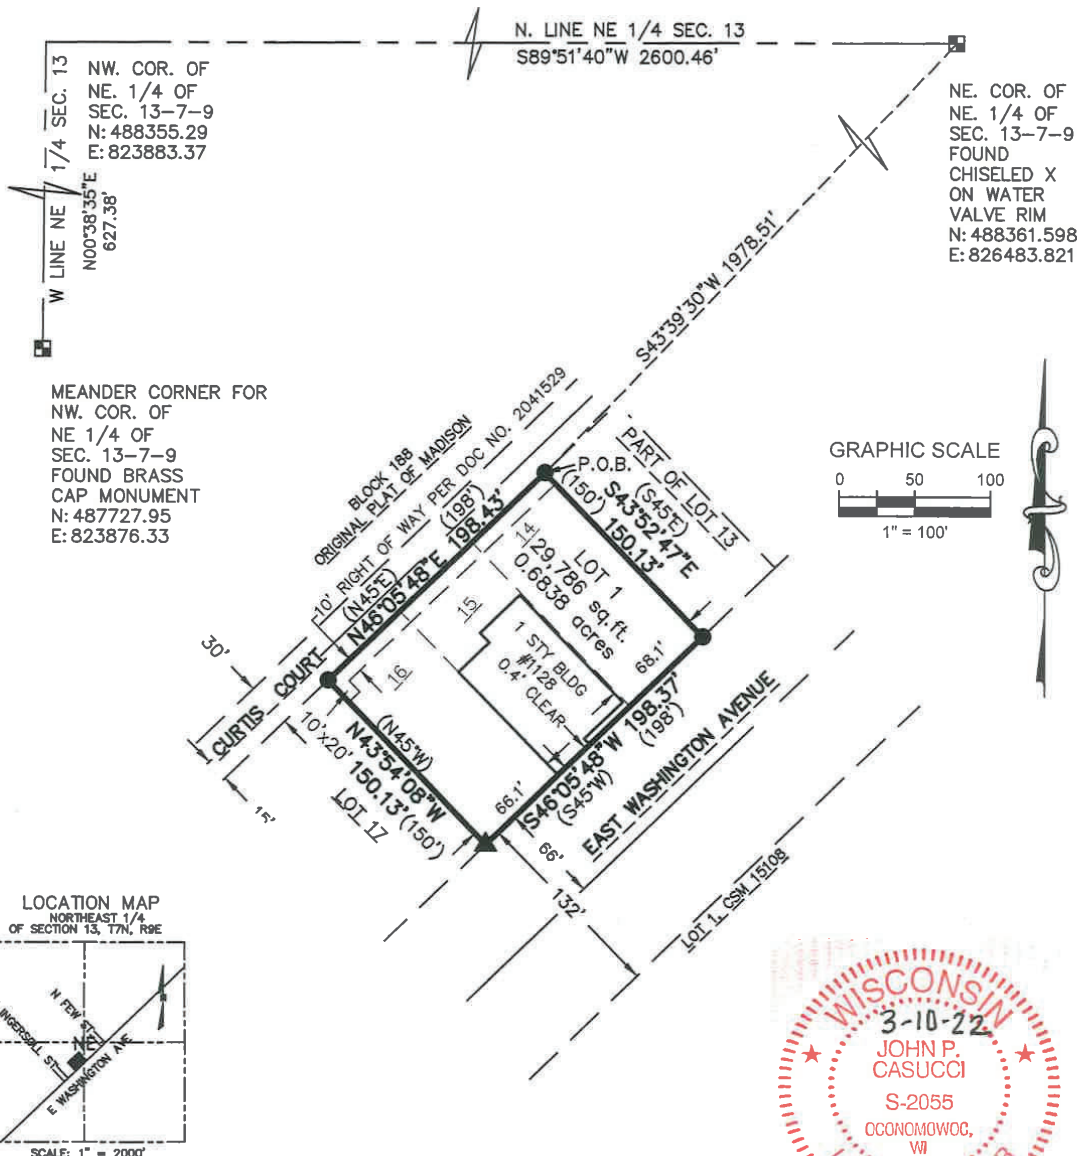 N. LINE NE 1/4 SEC. 13
S89°51'40"W 2600.46'
W LINE NE 1/4 SEC. 13
N00°38'35"E
627.38'
NW. COR. OF
NE. 1/4 OF
SEC. 13-7-9
N: 488355.29
E: 823883.37
NE. COR. OF
NE. 1/4 OF
SEC. 13-7-9
FOUND
CHISELED X
ON WATER
VALVE RIM
N: 488361.598
E: 826483.821
S43°39'30"W 1978.51'
MEANDER CORNER FOR
NW. COR. OF
NE 1/4 OF
SEC. 13-7-9
FOUND BRASS
CAP MONUMENT
N: 487727.95
E: 823876.33
GRAPHIC SCALE
0 50 100
1" = 100'
BLOCK 188
ORIGINAL PLAT OF MADISON
10' RIGHT OF WAY PER DOC NO. 2041529
(198')
(N45°E)
N46°05'48"E 198.43'
P.O.B.
PART OF LOT 13
(S45°E)
(150')
S43°52'47"E
150.13'
14
LOT 1
29,786 sq.ft.
0.6838 acres
15
1 STY BLDG
#1128
0.4' CLEAR
68.1'
16
30'
CURTIS COURT
10'x20'
15'
(N45°W)
N43°54'08"W
150.13' (150')
LOT 17
66.1'
S46°05'48"W 198.37'
(198')
(S45°W)
EAST WASHINGTON AVENUE
66'
132'
LOT 1, CSM 15108
LOCATION MAP
NORTHEAST 1/4
OF SECTION 13, T7N, R9E
N FEW ST
INGERSOLL ST
E WASHINGTON AVE
SCALE: 1" = 2000'
WISCONSIN
3-10-22
JOHN P.
CASUCCI
S-2055
OCONOMOWOC,
WI